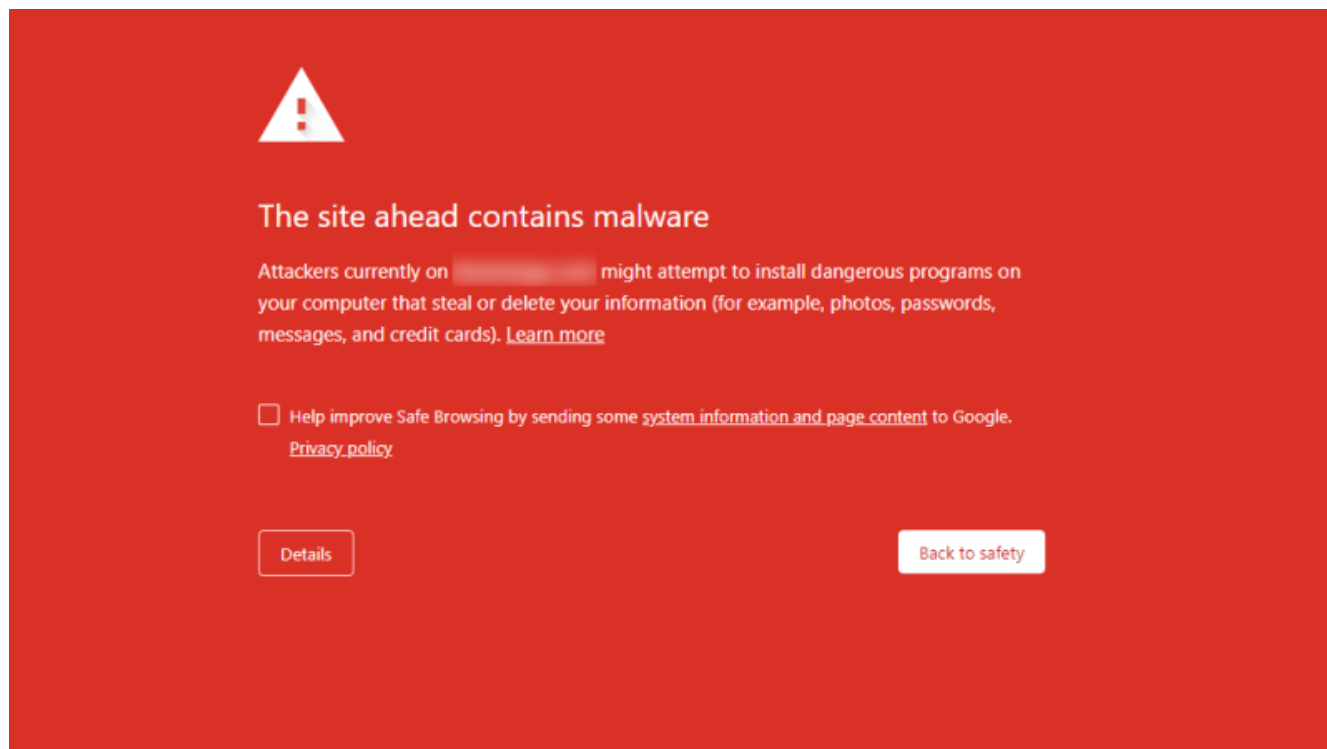 The site ahead contains malware
Attackers currently on might attempt to install dangerous programs on
your computer that steal or delete your information (for example, photos, passwords,
messages, and credit cards). Learn more
Help improve Safe Browsing by sending some system information and page content to Google.
Privacy policy
Details
Back to safety